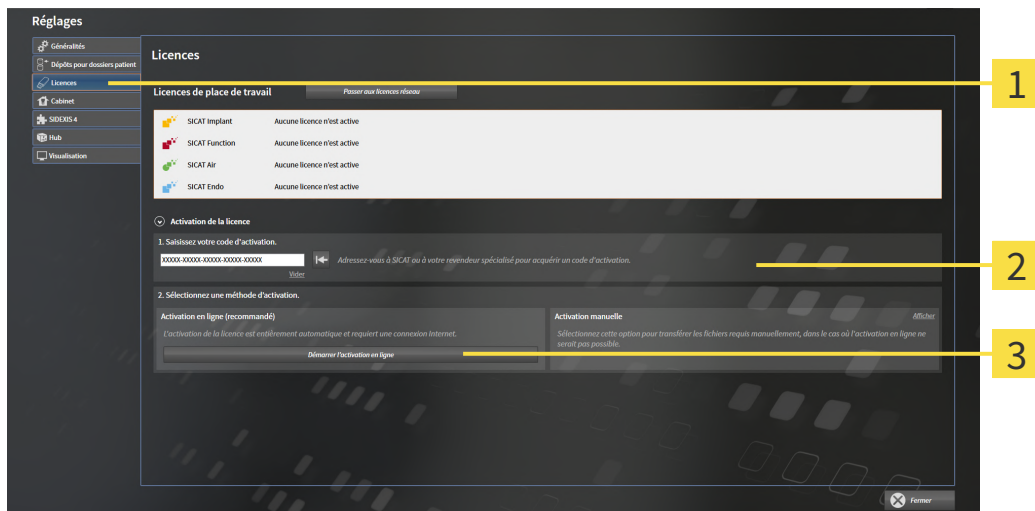 Réglages
Généralités
Dépôts pour dossiers patient
Licences
Cabinet
SIDEXIS 4
Hub
Visualisation
Licences
Licences de place de travail
Passer aux licences réseau
SICAT Implant Aucune licence n'est active
SICAT Function Aucune licence n'est active
SICAT Air Aucune licence n'est active
SICAT Endo Aucune licence n'est active
Activation de la licence
1. Saisissez votre code d'activation.
XXXXX-XXXXX-XXXXX-XXXXX-XXXXX
Adressez-vous à SICAT ou à votre revendeur spécialisé pour acquérir un code d'activation.
Vider
2. Sélectionnez une méthode d'activation.
Activation en ligne (recommandé)
L'activation de la licence est entièrement automatique et requiert une connexion Internet.
Démarrer l'activation en ligne
Activation manuelle
Afficher
Sélectionnez cette option pour transférer les fichiers requis manuellement, dans le cas où l'activation en ligne ne
serait pas possible.
Fermer
1
2
3